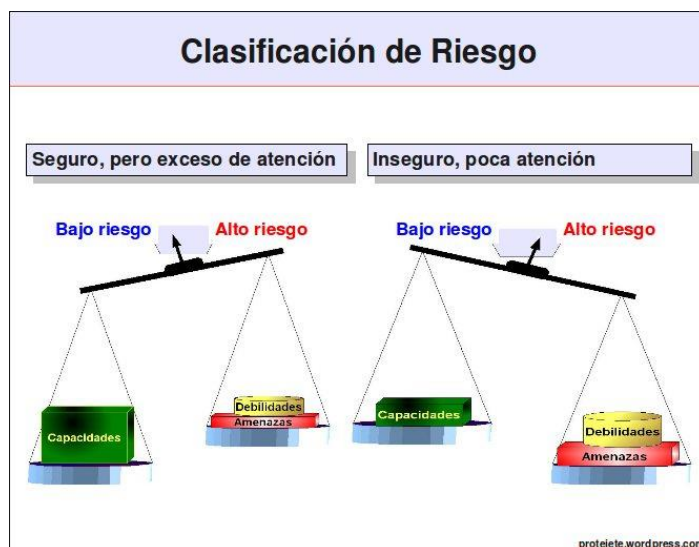 Clasificación de Riesgo
Seguro, pero exceso de atención
Inseguro, poca atención
Bajo riesgo
Alto riesgo
Bajo riesgo
Alto riesgo
Capacidades
Debilidades
Amenazas
Capacidades
Debilidades
Amenazas
protejete.wordpress.com